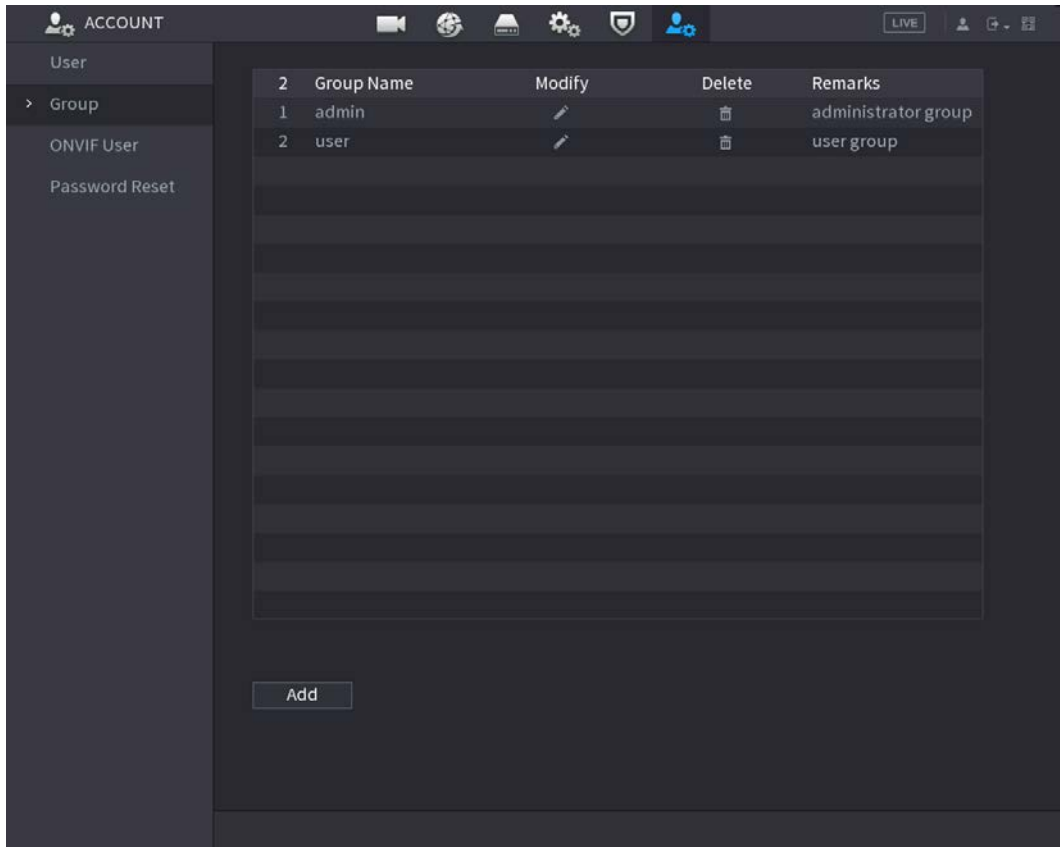 ACCOUNT
LIVE
User
Group
ONVIF User
Password Reset
2 Group Name Modify Delete Remarks
1 admin administrator group
2 user user group
Add